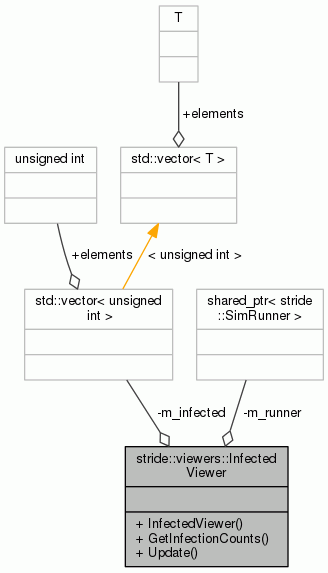 T
+elements
unsigned int
std::vector< T >
+elements
< unsigned int >
std::vector< unsigned
int >
shared_ptr< stride
::SimRunner >
-m_infected
-m_runner
stride::viewers::Infected
Viewer
+ InfectedViewer()
+ GetInfectionCounts()
+ Update()